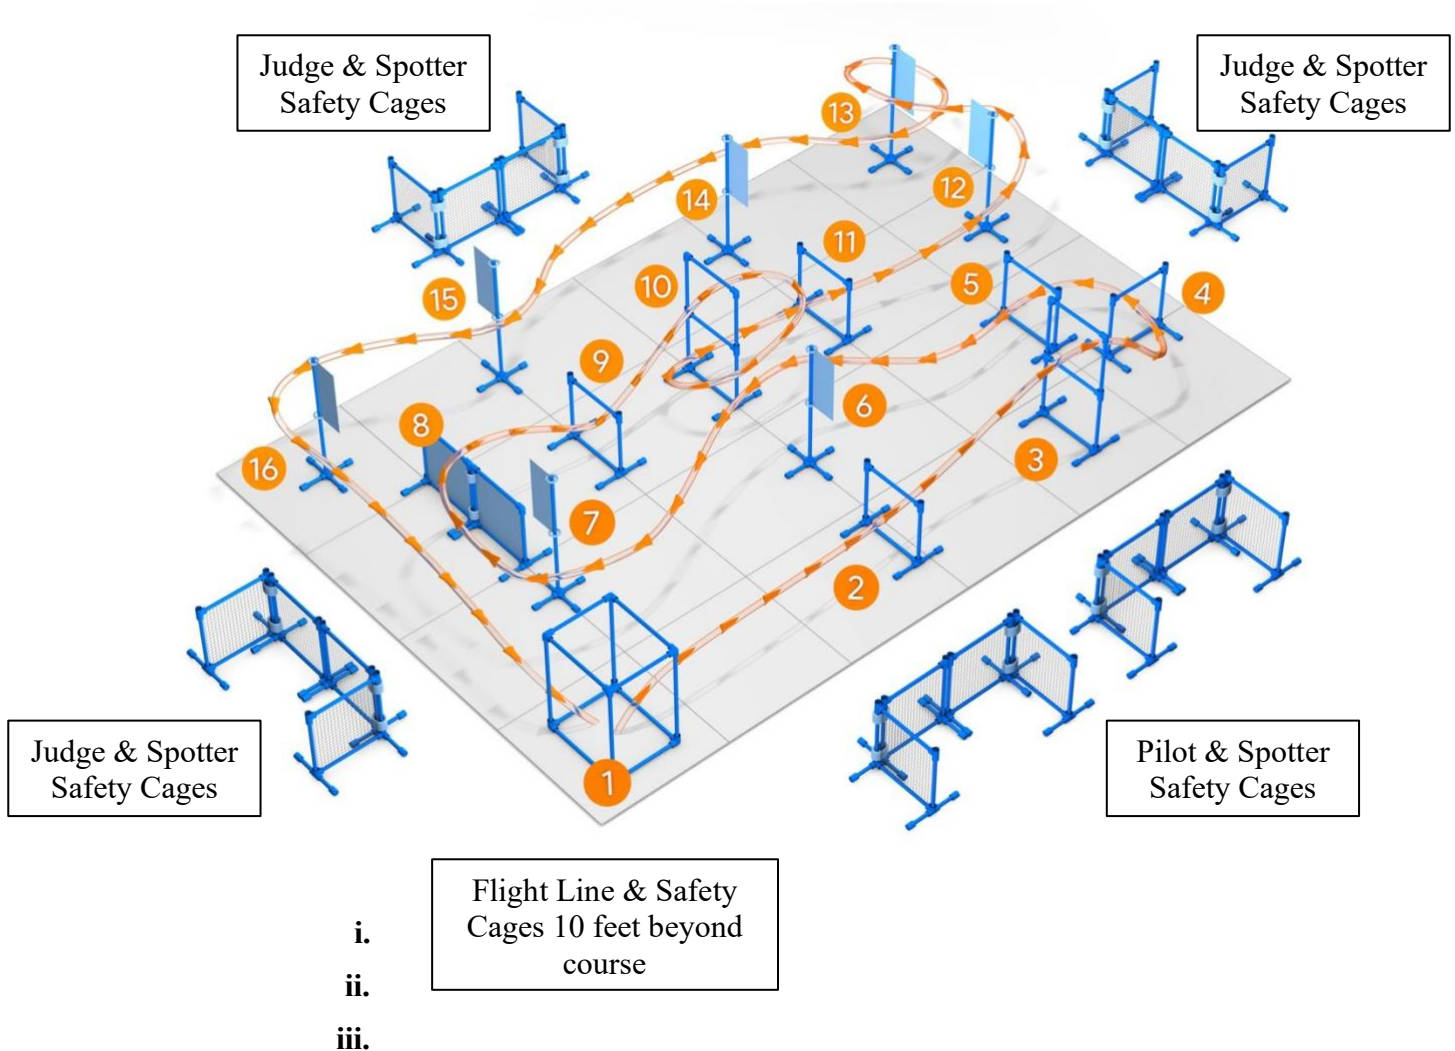 Judge & Spotter
Safety Cages
Judge & Spotter
Safety Cages
13
14
12
11
15
10
5
4
9
6
8
16
3
7
2
1
Judge & Spotter
Safety Cages
Pilot & Spotter
Safety Cages
Flight Line & Safety
Cages 10 feet beyond
course
i.
ii.
iii.